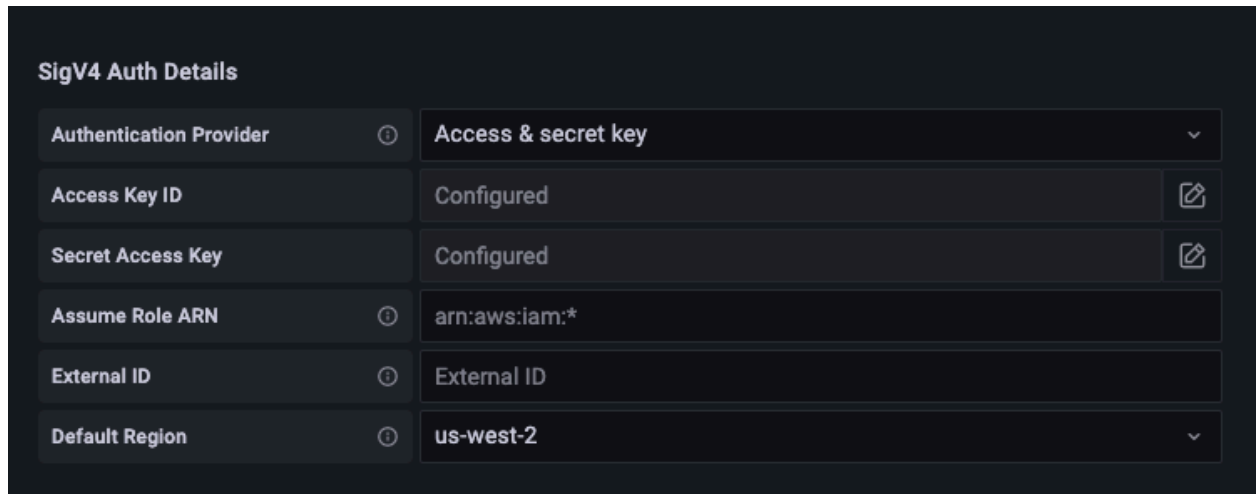 SigV4 Auth Details
Authentication Provider Access & secret key
Access Key ID Configured
Secret Access Key Configured
Assume Role ARN arn:aws:iam:*
External ID External ID
Default Region us-west-2